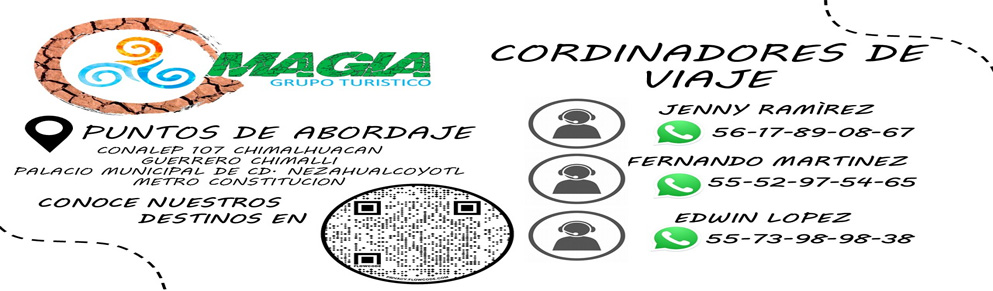 MAGIA
GRUPO TURISTICO
PUNTOS DE ABORDAJE
CONALEP 107 CHIMALHUACAN
GUERRERO CHIMALLI
PALACIO MUNICIPAL DE CD. NEZAHUALCOYOTL
METRO CONSTITUCION
CONOCE NUESTROS
DESTINOS EN
CORDINADORES DE
VIAJE
JENNY RAMÌREZ
56-17-89-08-67
FERNANDO MARTINEZ
55-52-97-54-65
EDWIN LOPEZ
55-73-98-98-38